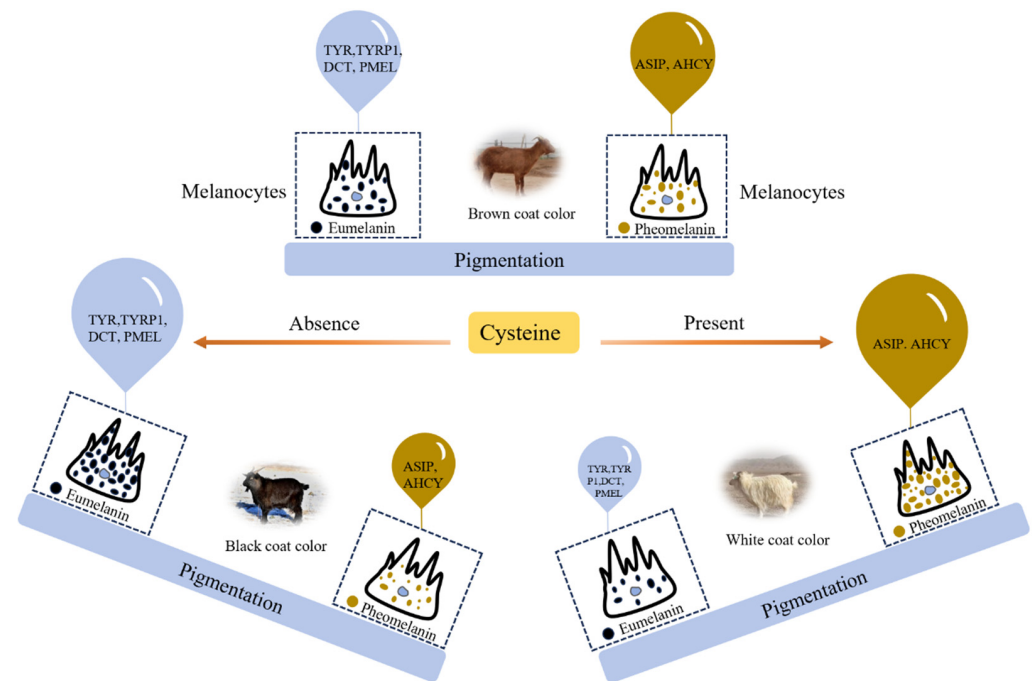 TYR,TYRP1,
DCT, PMEL
ASIP, AHCY
Melanocytes
Eumelanin
Brown coat color
Pheomelanin
Melanocytes
Pigmentation
TYR,TYRP1,
DCT, PMEL
Absence
Cysteine
Present
ASIP. AHCY
Eumelanin
Black coat color
ASIP,
AHCY
Pheomelanin
Pigmentation
TYR,TYR
P1,DCT,
PMEL
Eumelanin
White coat color
Pheomelanin
Pigmentation